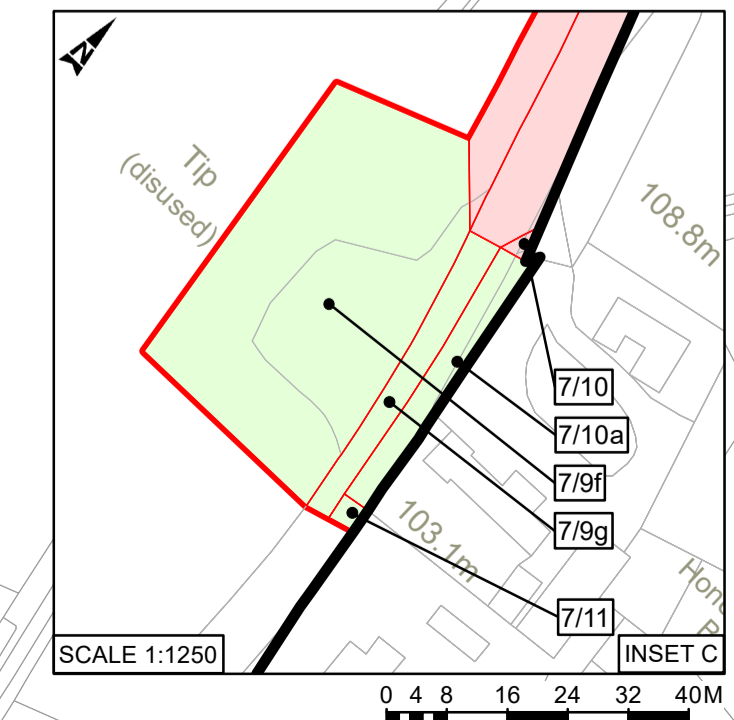 N
Tip
(disused)
108.8m
7/10
7/10a
7/9f
7/9g
103.1m
7/11
SCALE 1:1250
INSET C
0 4 8 16 24 32 40M